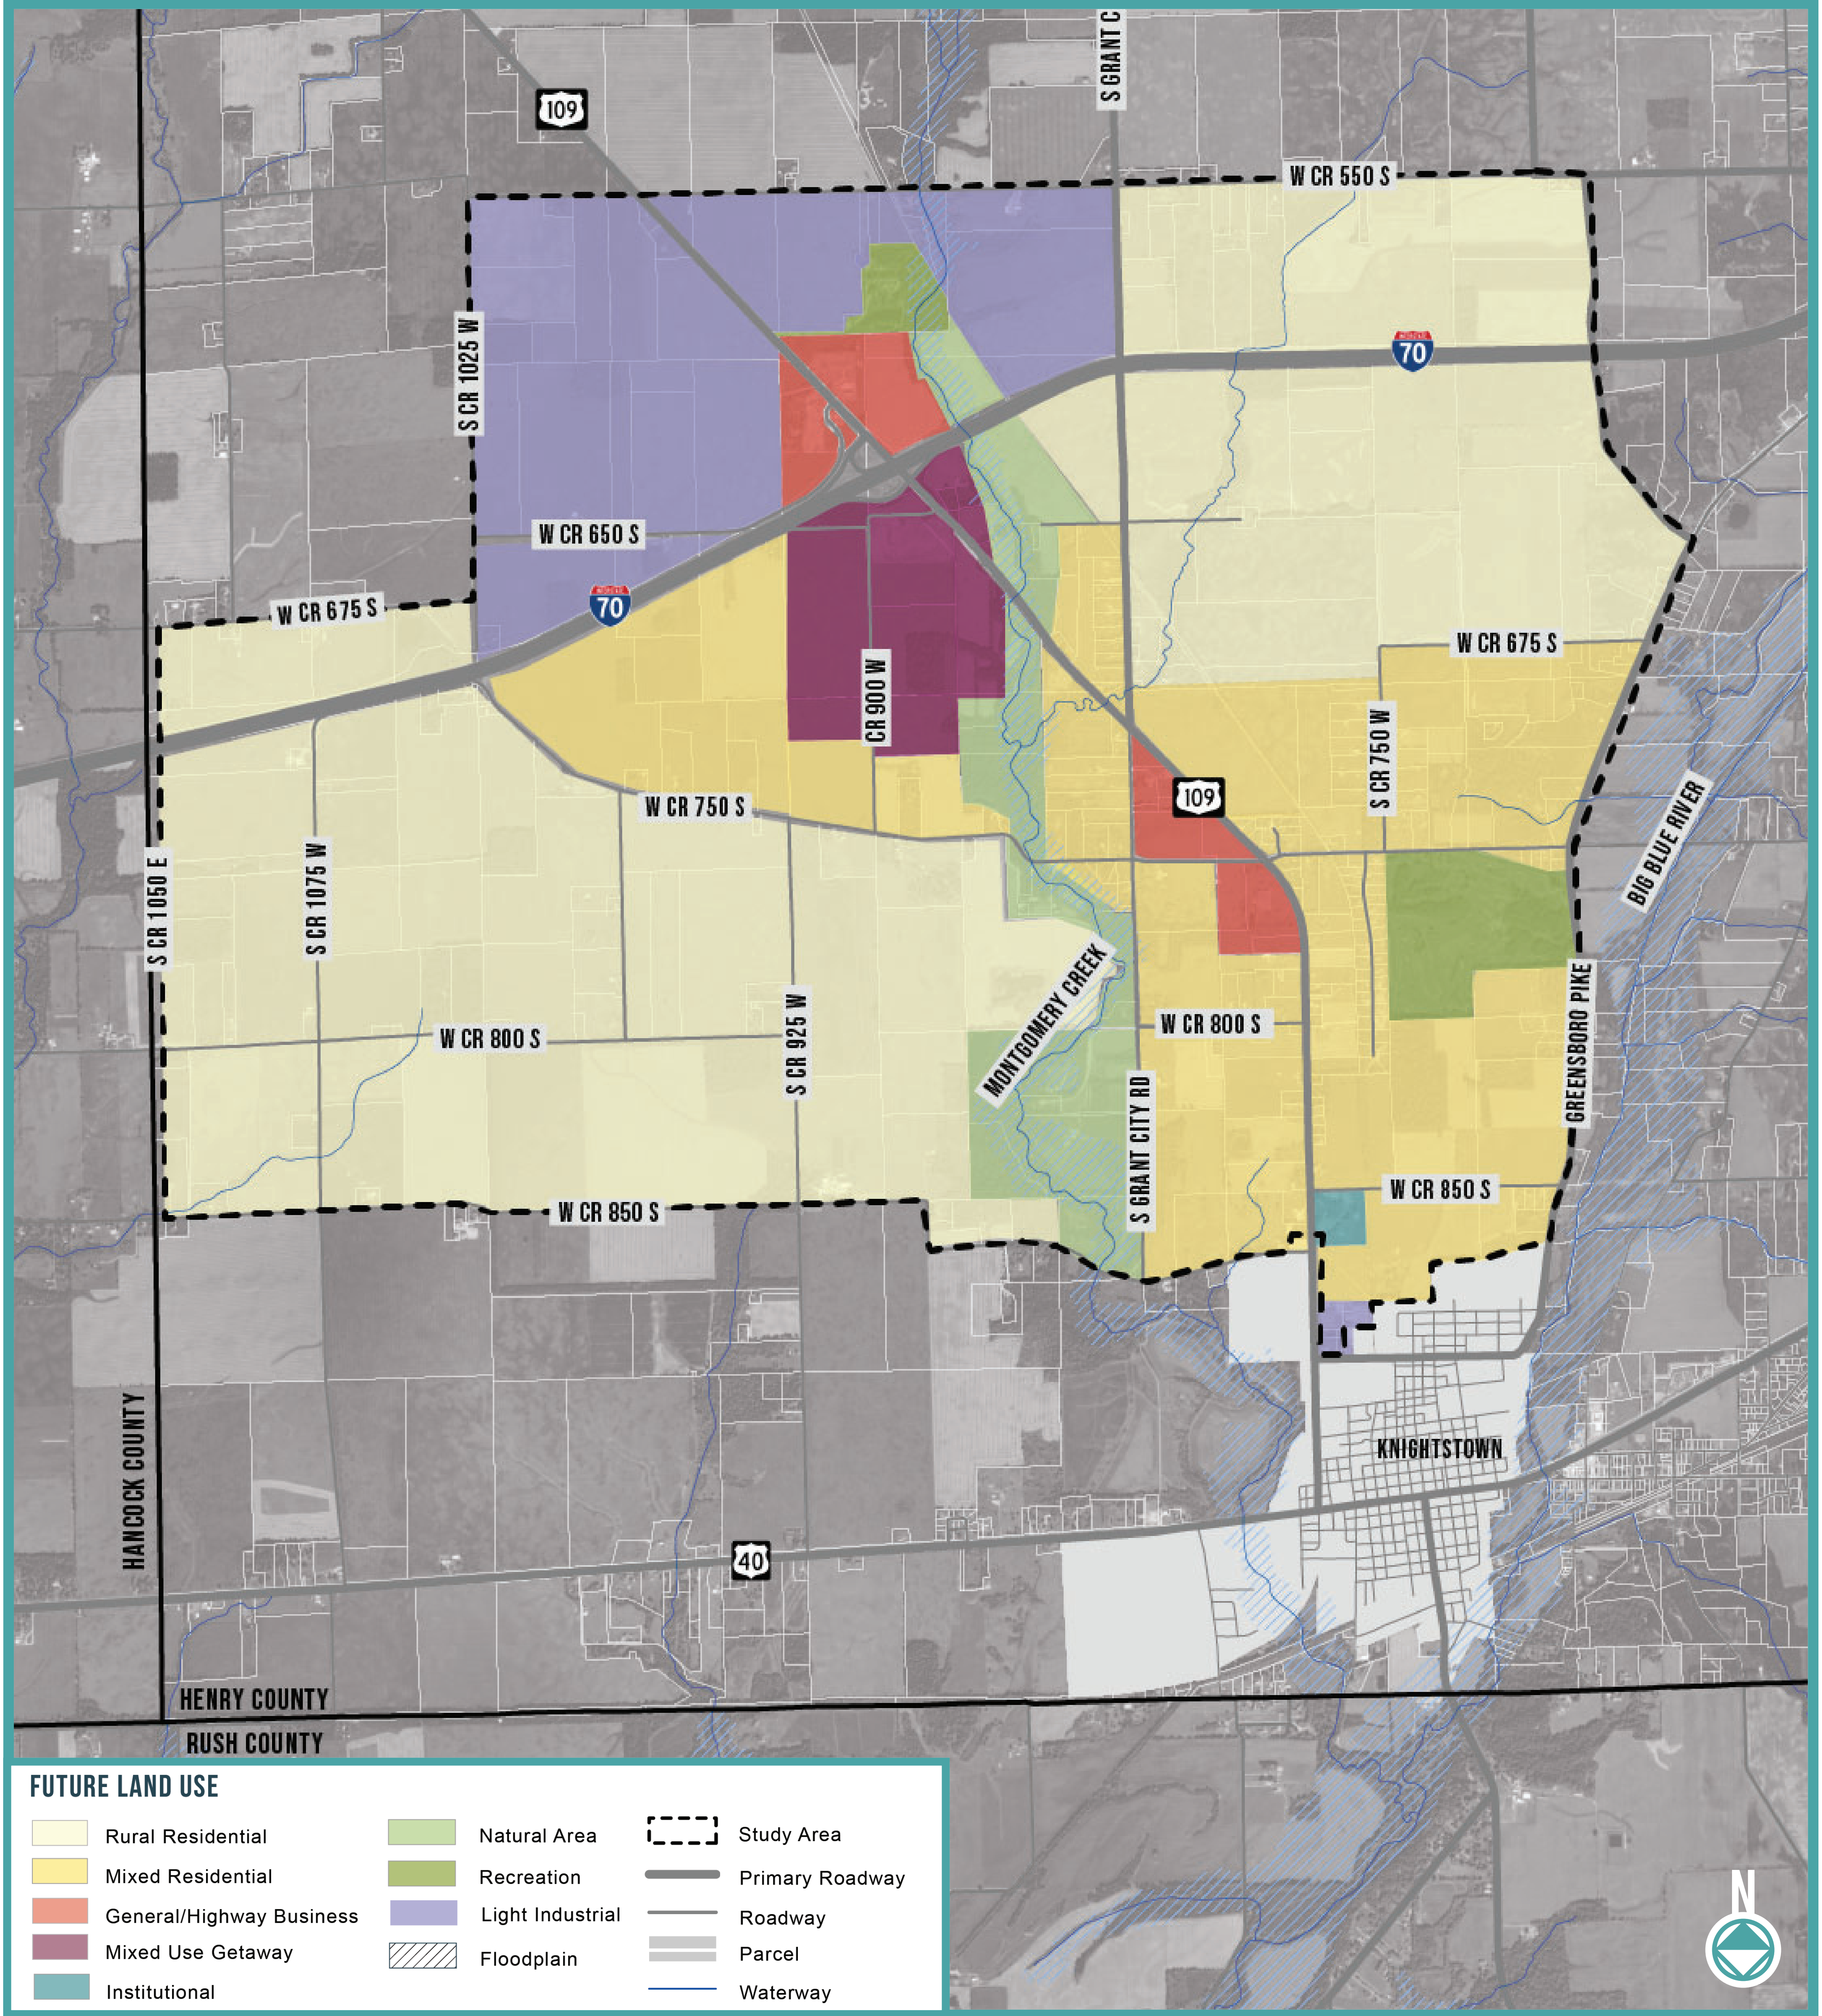 S GRANT C
109
W CR 550 S
S CR 1025 W
INTERSTATE
70
W CR 650 S
INTERSTATE
70
W CR 675 S
W CR 675 S
CR 900 W
S CR 750 W
109
W CR 750 S
BIG BLUE RIVER
S CR 1050 E
S CR 1075 W
MONTGOMERY CREEK
GREENSBORO PIKE
W CR 800 S
W CR 800 S
S CR 925 W
S GRANT CITY RD
W CR 850 S
W CR 850 S
HANCOCK COUNTY
KNIGHTSTOWN
40
HENRY COUNTY
RUSH COUNTY
FUTURE LAND USE
Rural Residential
Mixed Residential
General/Highway Business
Mixed Use Getaway
Institutional
Natural Area
Recreation
Light Industrial
Floodplain
Study Area
Primary Roadway
Roadway
Parcel
Waterway
N